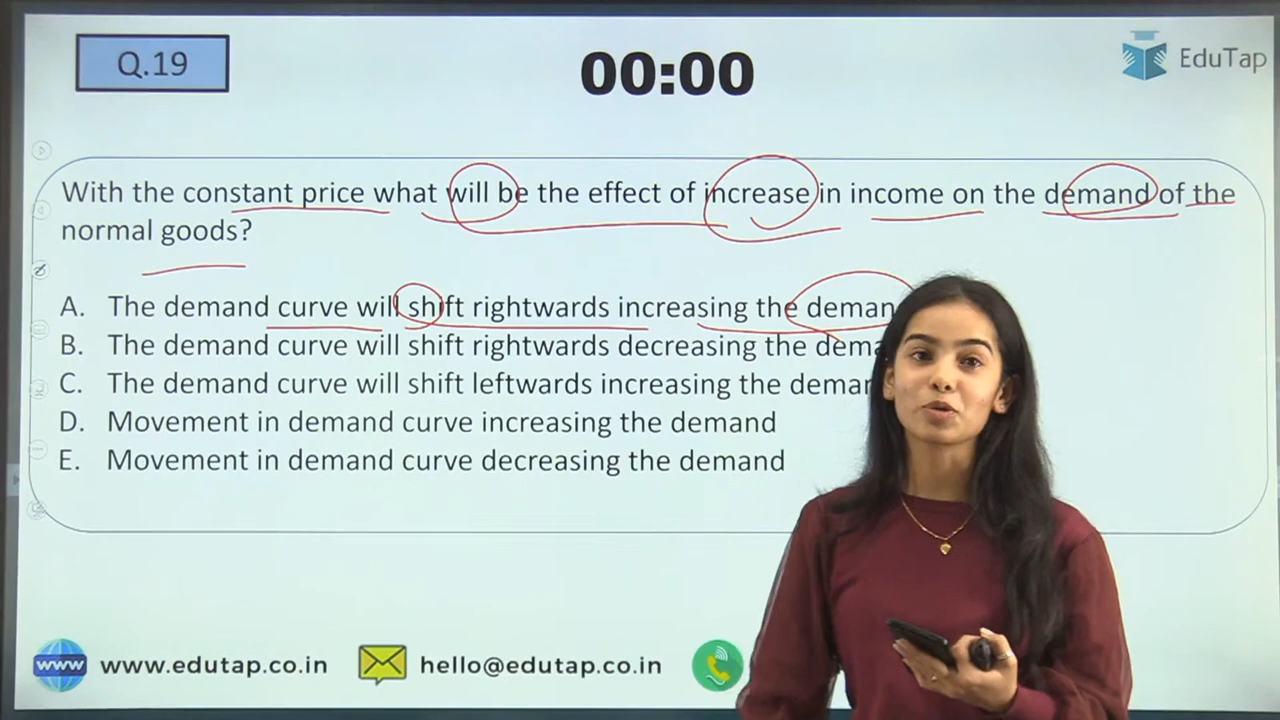 Q.19
00:00
EduTap
With the constant price what will be the effect of increase in income on the demand of the
normal goods?
A. The demand curve will shift rightwards increasing the
B. The demand curve will shift rightwards decreasing the
C. The demand curve will shift leftwards increasing the
D. Movement in demand curve increasing the demand
E. Movement in demand curve decreasing the demand
www www.edutap.co.in hello@edutap.co.in